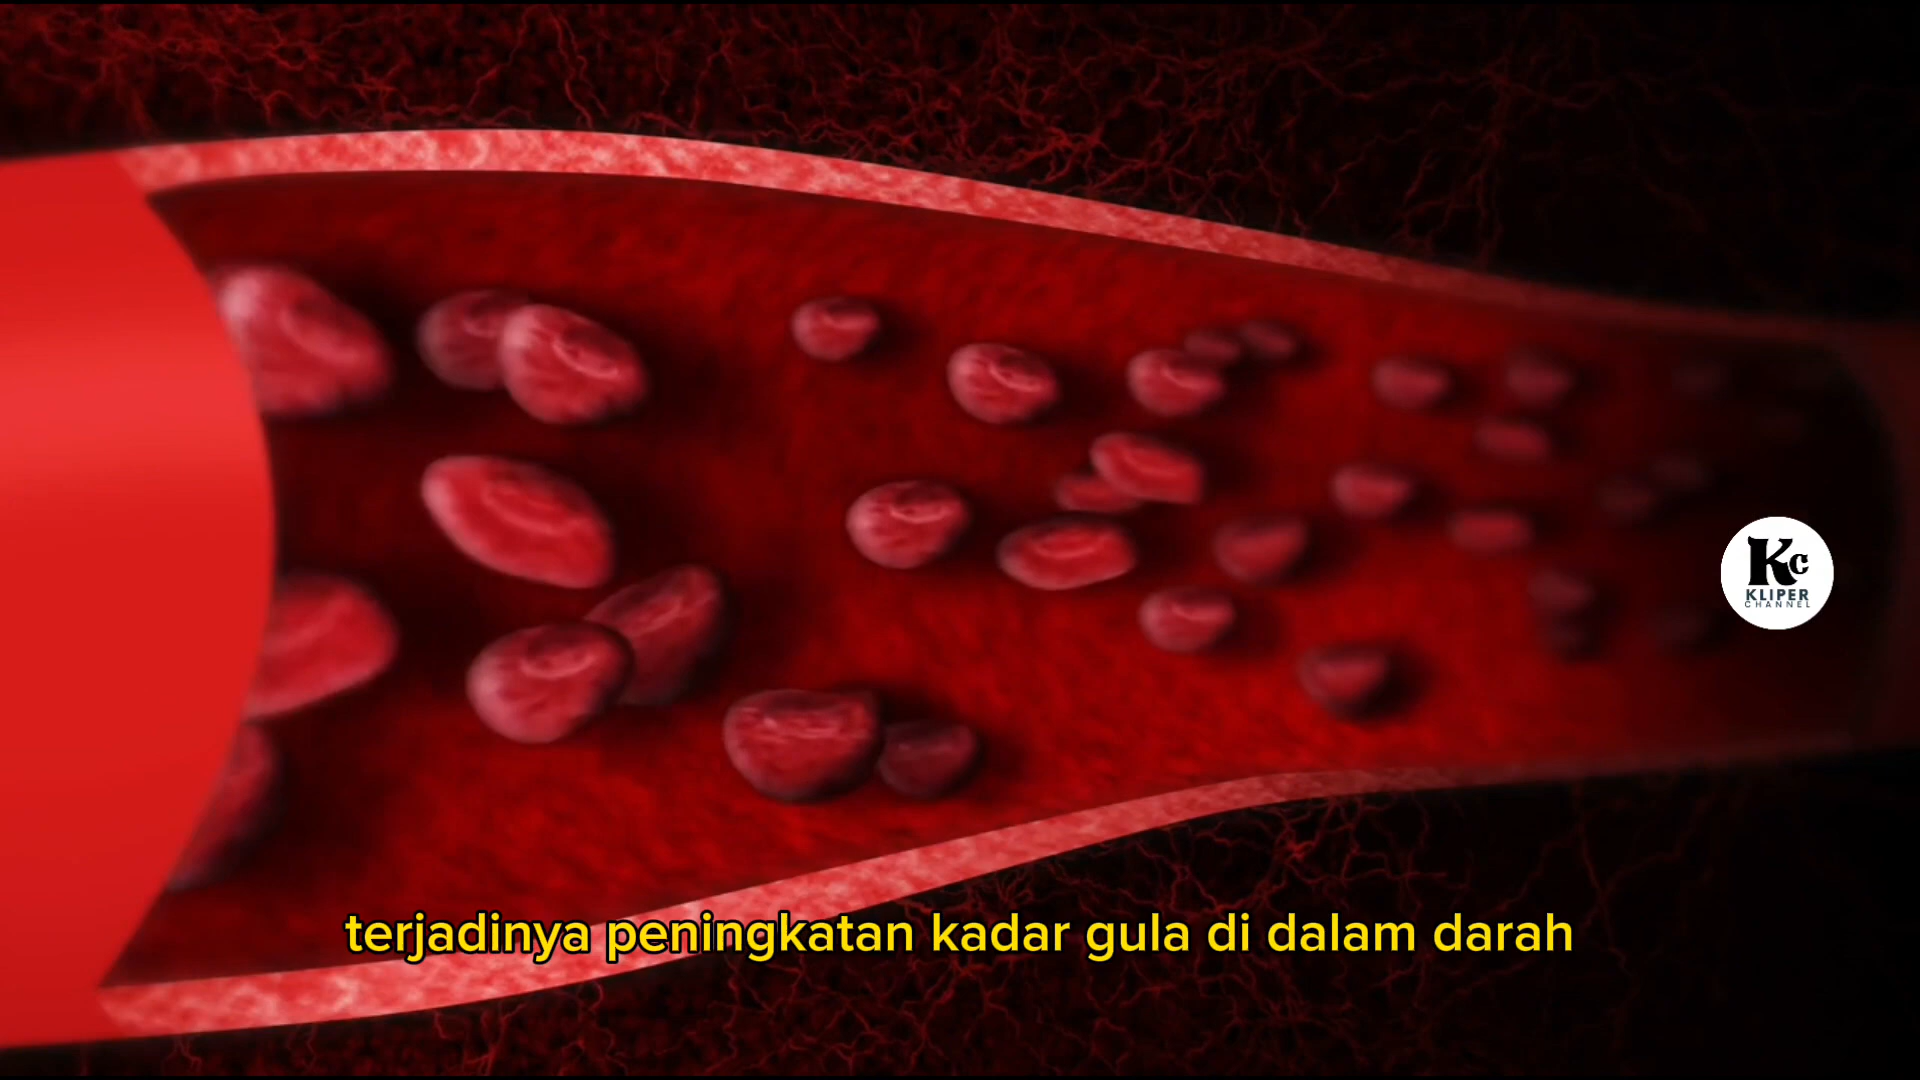 Kc
KLIPER
CHANNEL
terjadinya peningkatan kadar gula di dalam darah